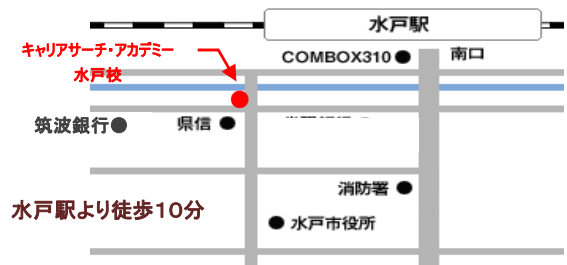 水戸駅
キャリアサーチ・アカデミー
水戸校
COMBOX310
南口
筑波銀行
県信
消防署
水戸駅より徒歩10分
水戸市役所